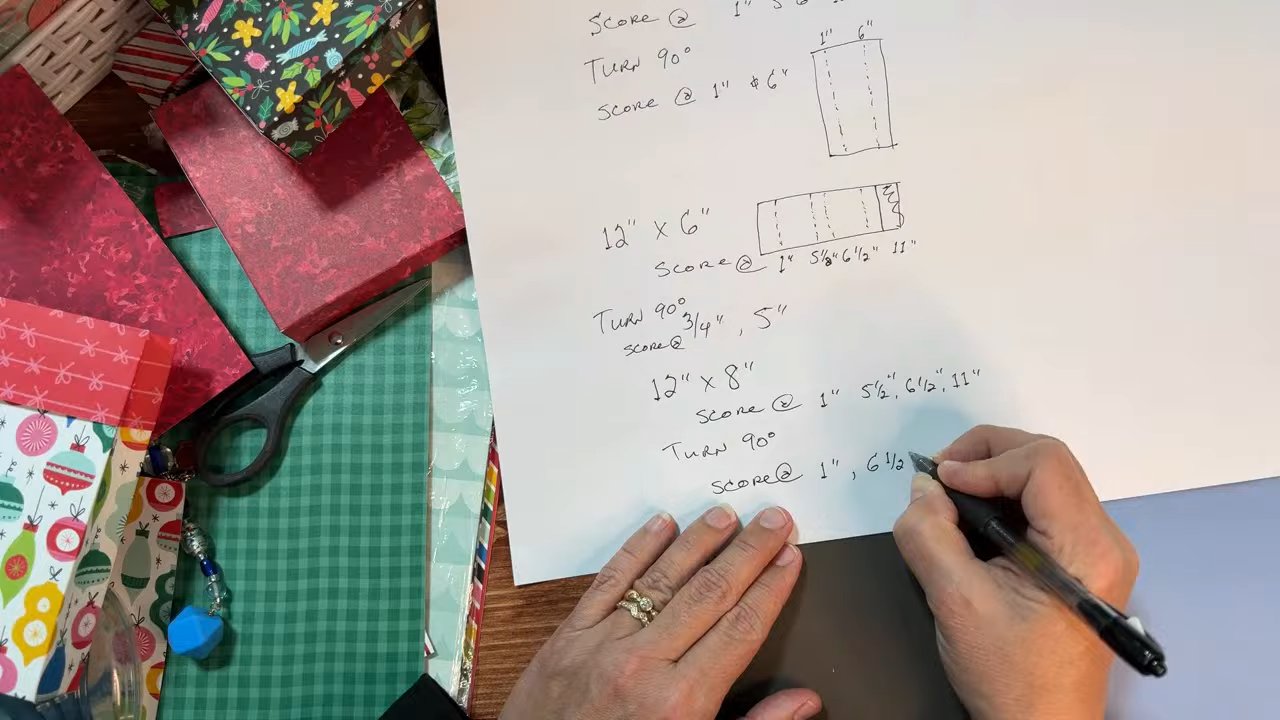 SCORE @ 1"
TURN 90°
SCORE @ 1" & 6"
1" 6"
12" X 6"
SCORE @ 1" 5½" 6½" 11"
TURN 90°
SCORE @ 3/4", 5"
12" X 8"
SCORE @ 1" 5½", 6½", 11"
TURN 90°
SCORE @ 1", 6½